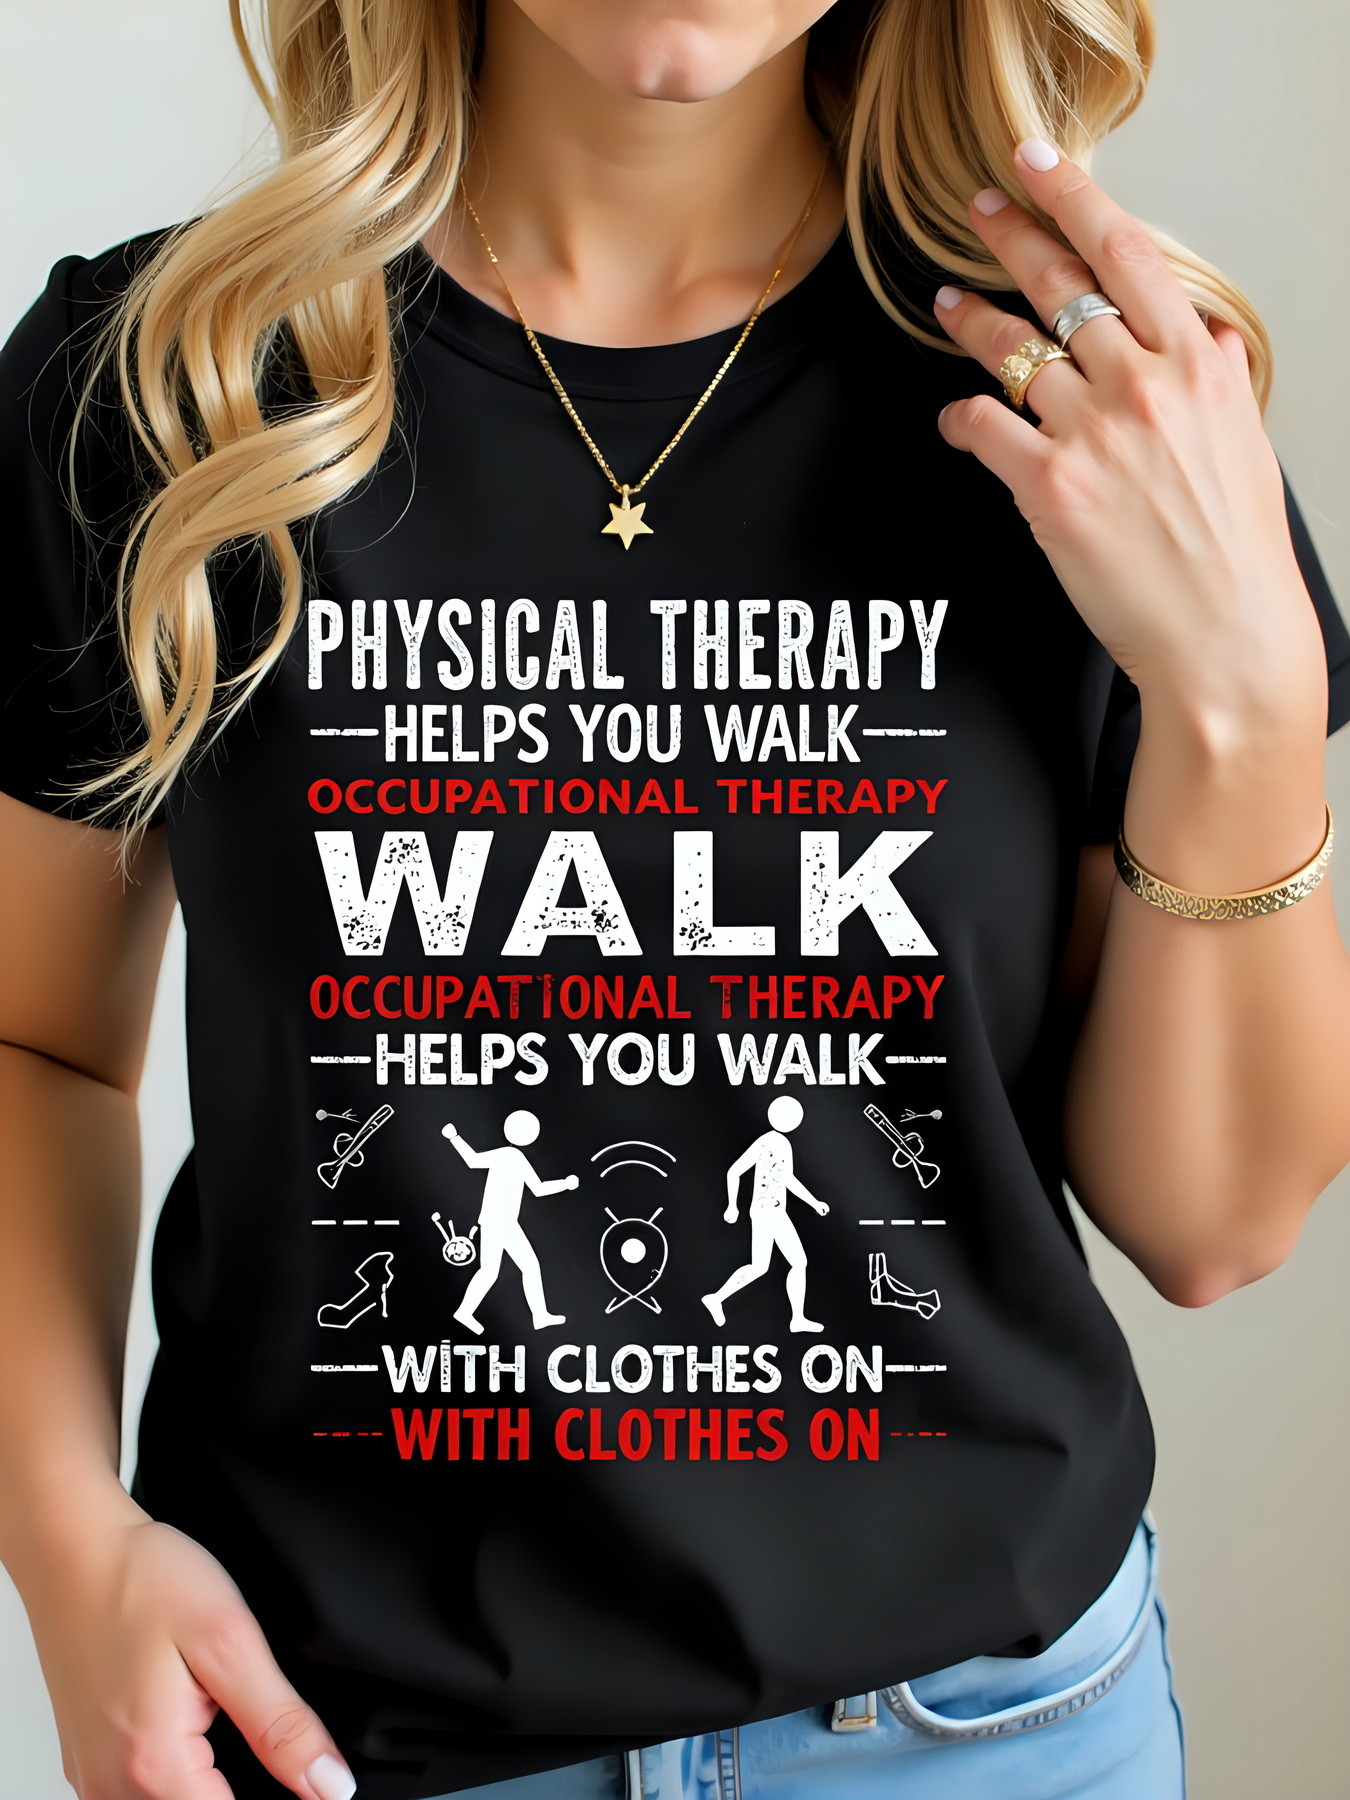 PHYSICAL THERAPY
HELPS YOU WALK
OCCUPATIONAL THERAPY
WALK
OCCUPATIONAL THERAPY
HELPS YOU WALK
WITH CLOTHES ON
WITH CLOTHES ON